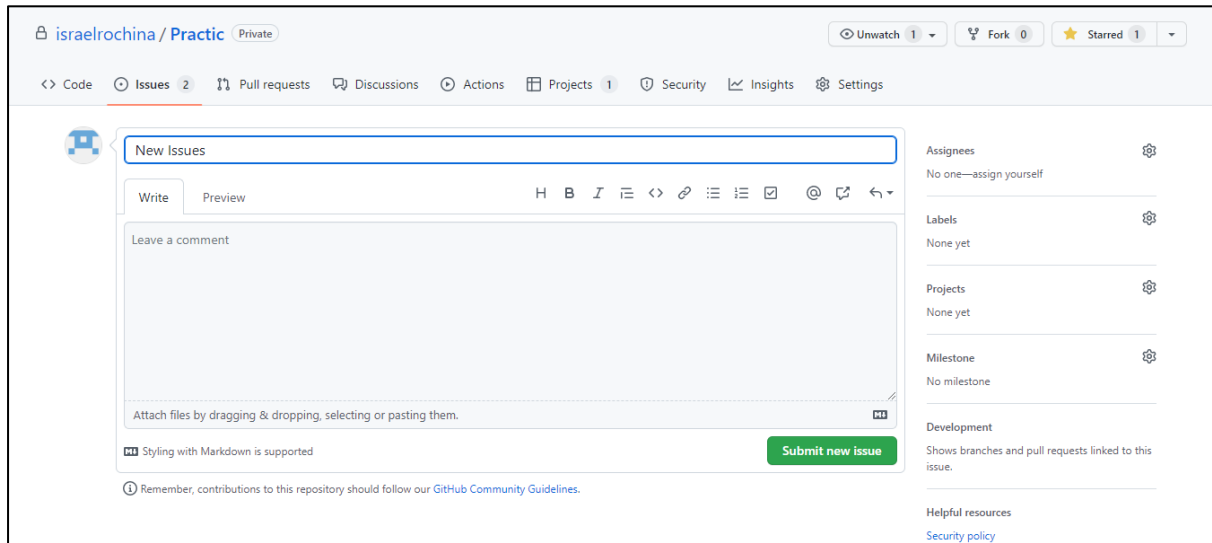 israelrochina / Practic Private
Unwatch 1 Fork 0 Starred 1
Code Issues 2 Pull requests Discussions Actions Projects 1 Security Insights Settings
New Issues
Write Preview
Leave a comment
Attach files by dragging & dropping, selecting or pasting them.
Styling with Markdown is supported
Submit new issue
Remember, contributions to this repository should follow our GitHub Community Guidelines.
Assignees
No one—assign yourself
Labels
None yet
Projects
None yet
Milestone
No milestone
Development
Shows branches and pull requests linked to this
issue.
Helpful resources
Security policy